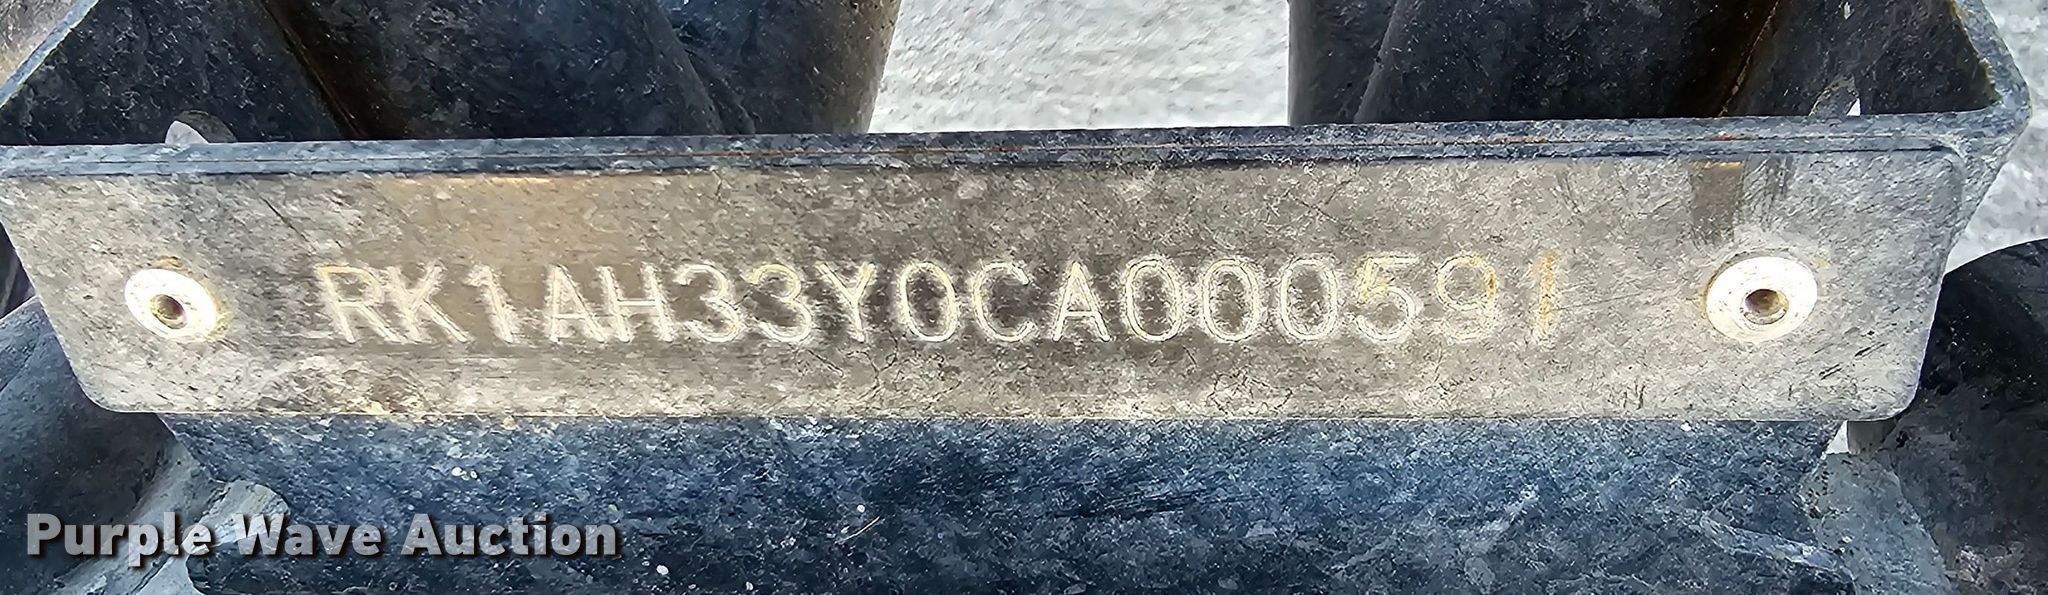 RK1AH33Y0CA000591
Purple Wave Auction